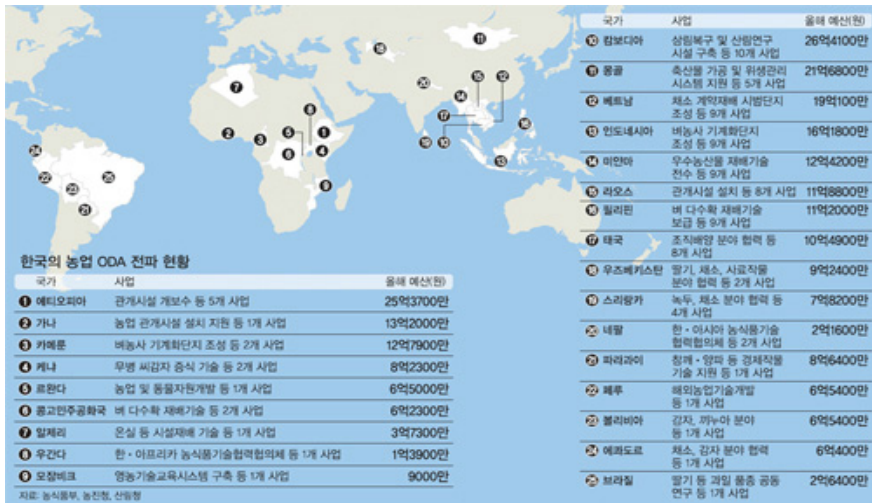 한국의 농업 ODA 전파 현황
국가 사업 올해 예산(원)
❶ 에티오피아 관개시설 개보수 등 5개 사업 25억3700만
❷ 가나 농업 관개시설 설치 지원 등 1개 사업 13억2000만
❸ 카메룬 벼농사 기계화단지 조성 등 2개 사업 12억7900만
❹ 케냐 무병 씨감자 증식 기술 등 2개 사업 8억2300만
❺ 르완다 농업 및 동물자원개발 등 1개 사업 6억5000만
❻ 콩고민주공화국 벼 다수확 재배기술 등 2개 사업 6억2300만
❼ 알제리 온실 등 시설재배 기술 등 1개 사업 3억7300만
❽ 우간다 한·아프리카 농식품기술협력협의체 등 1개 사업 1억3900만
❾ 모잠비크 영농기술교육시스템 구축 등 1개 사업 9000만
자료: 농식품부, 농진청, 산림청
국가 사업 올해 예산(원)
❿ 캄보디아 삼림복구 및 산림연구 26억4100만
시설 구축 등 10개 사업
⓫ 몽골 축산물 가공 및 위생관리 21억6800만
시스템 지원 등 5개 사업
⓬ 베트남 채소 계약재배 시범단지 19억100만
조성 등 9개 사업
⓭ 인도네시아 벼농사 기계화단지 16억1800만
조성 등 9개 사업
⓮ 미얀마 우수농산물 재배기술 12억4200만
전수 등 9개 사업
⓯ 라오스 관개시설 설치 등 8개 사업 11억8800만
⓰ 필리핀 벼 다수확 재배기술 11억2000만
보급 등 9개 사업
⓱ 태국 조직배양 분야 협력 등 10억4900만
8개 사업
⓲ 우즈베키스탄 딸기, 채소, 사료작물 9억2400만
분야 협력 등 2개 사업
⓳ 스리랑카 녹두, 채소 분야 협력 등 7억8200만
4개 사업
⓴ 네팔 한·아시아 농식품기술 2억1600만
협력협의체 등 2개 사업
㉑ 파라과이 참깨·양파 등 경제작물 8억6400만
기술 지원 등 1개 사업
㉒ 페루 해외농업기술개발 6억5400만
등 1개 사업
㉓ 볼리비아 감자, 끼누아 분야 6억5400만
등 1개 사업
㉔ 에콰도르 채소, 감자 분야 협력 6억400만
등 1개 사업
㉕ 브라질 딸기 등 과일 품종 공동 2억6400만
연구 등 1개 사업